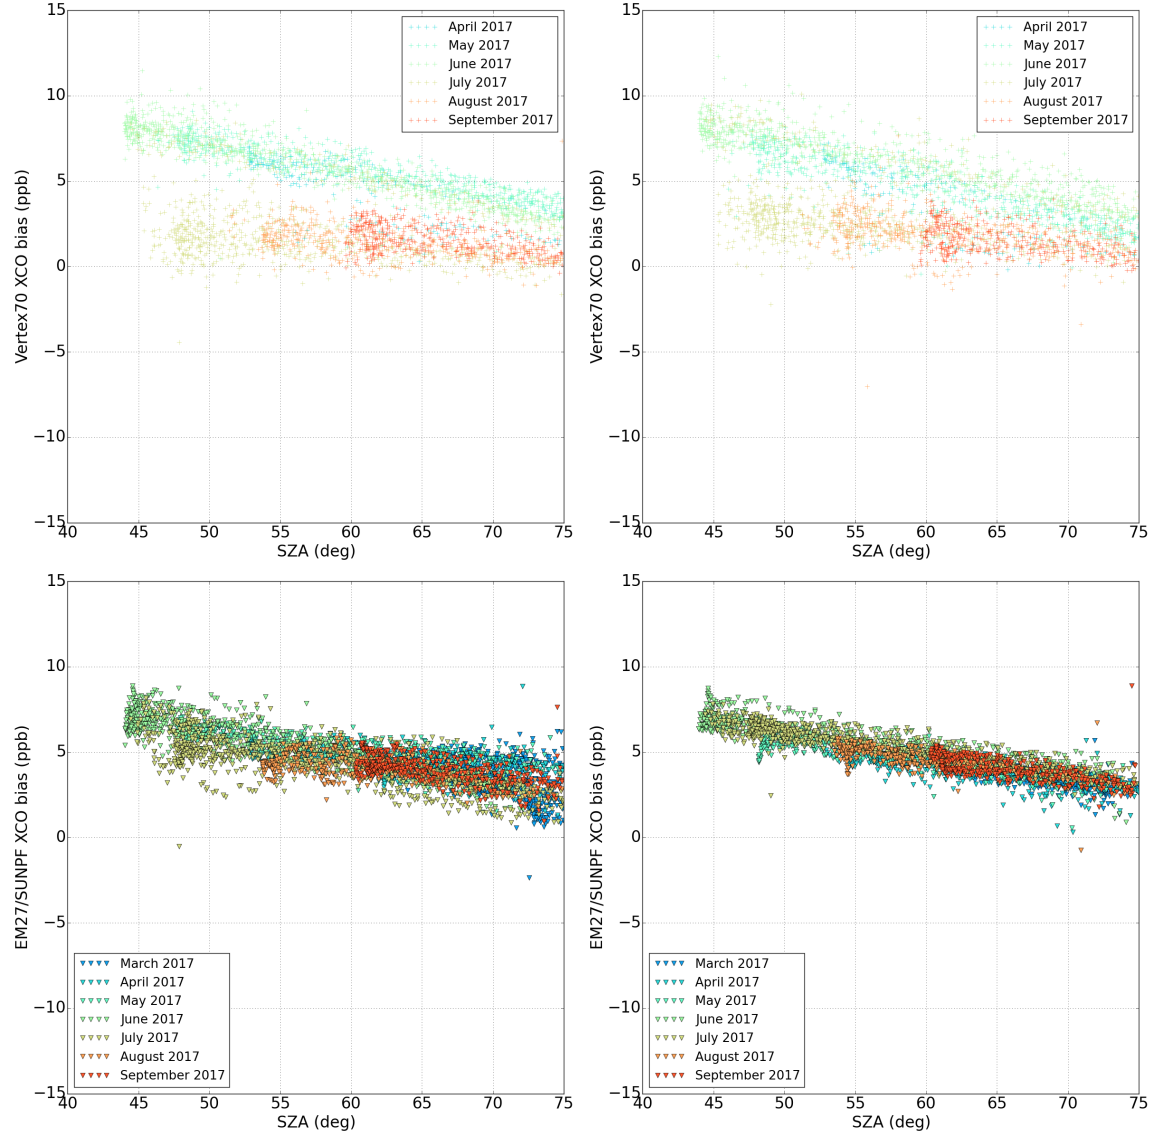 15
10
5
0
−5
−10
−15
40 45 50 55 60 65 70 75
SZA (deg)
Vertex70 XCO bias (ppb)
April 2017
May 2017
June 2017
July 2017
August 2017
September 2017
15
10
5
0
−5
−10
−15
40 45 50 55 60 65 70 75
SZA (deg)
Vertex70 XCO bias (ppb)
April 2017
May 2017
June 2017
July 2017
August 2017
September 2017
15
10
5
0
−5
−10
−15
40 45 50 55 60 65 70 75
SZA (deg)
EM27/SUNPF XCO bias (ppb)
March 2017
April 2017
May 2017
June 2017
July 2017
August 2017
September 2017
15
10
5
0
−5
−10
−15
40 45 50 55 60 65 70 75
SZA (deg)
EM27/SUNPF XCO bias (ppb)
March 2017
April 2017
May 2017
June 2017
July 2017
August 2017
September 2017